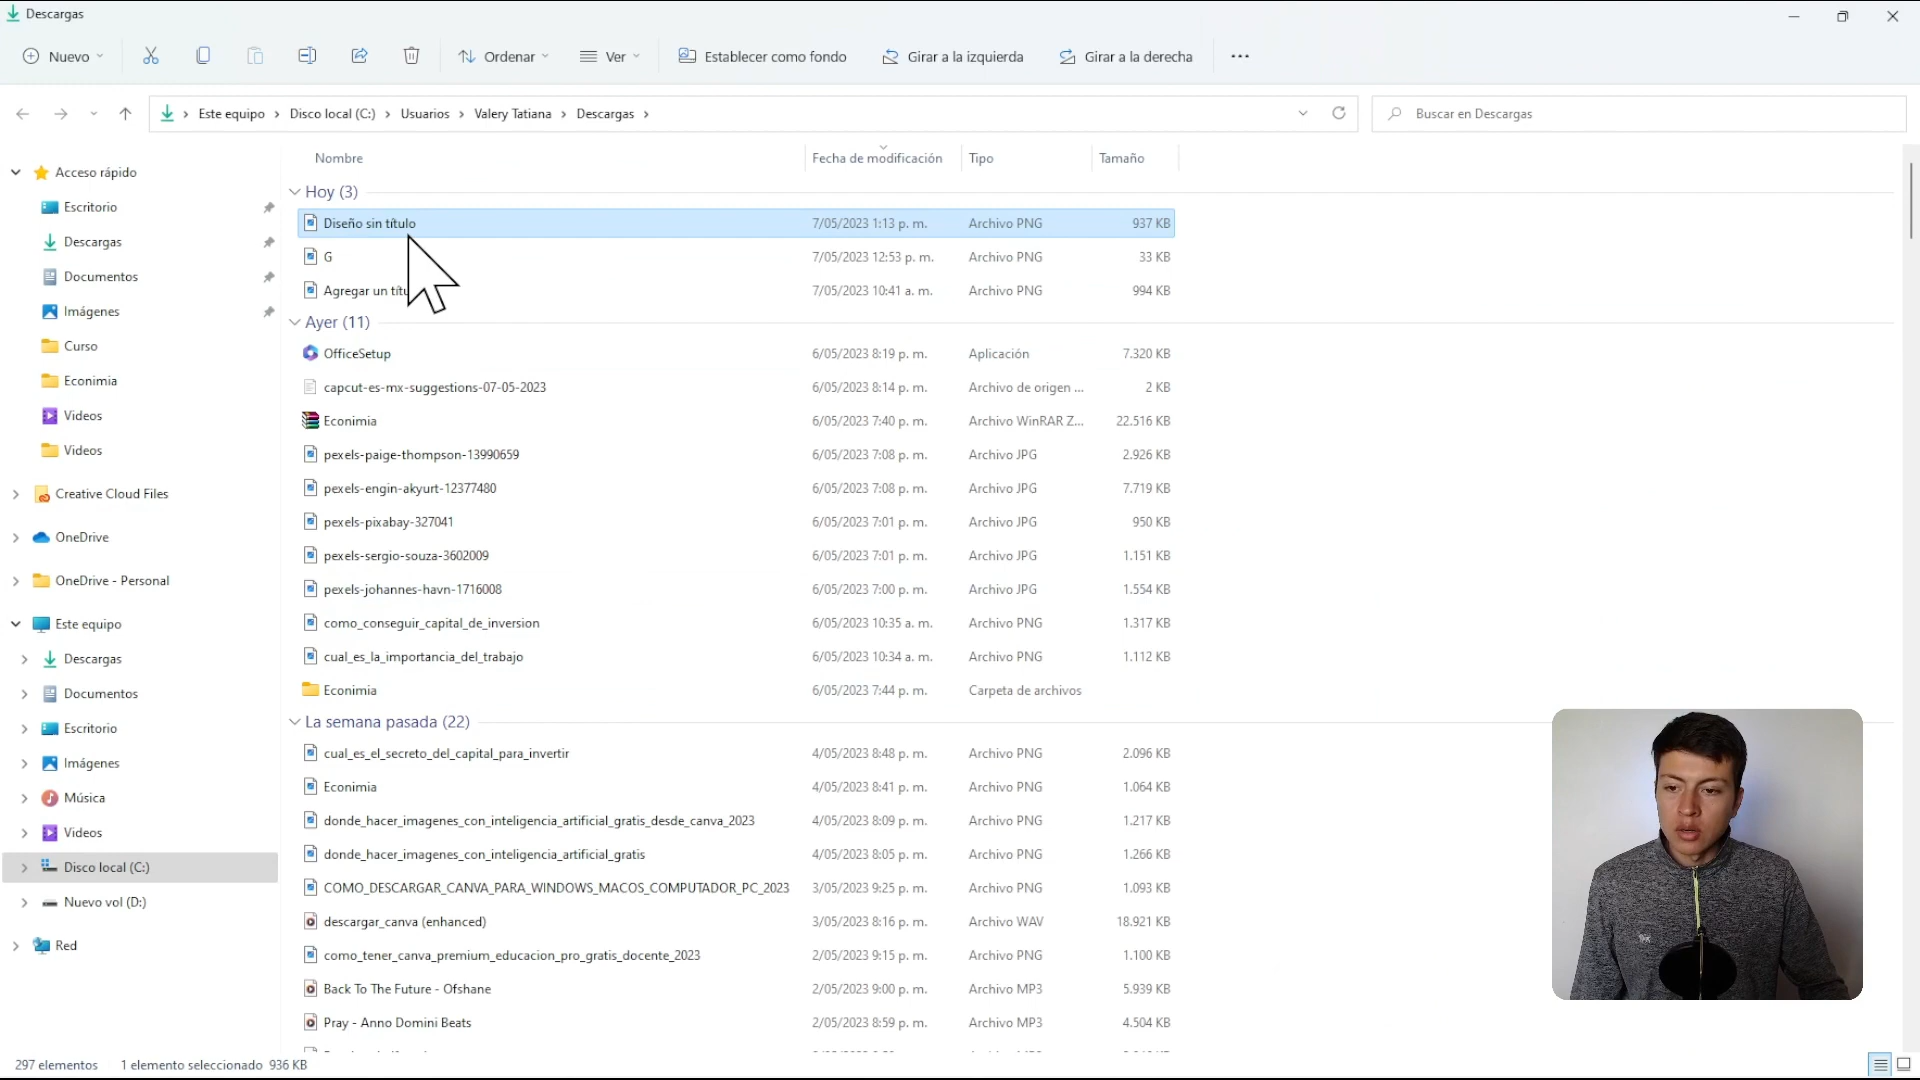 Descargas
Nuevo
Ordenar
Ver
Establecer como fondo
Girar a la izquierda
Girar a la derecha
Este equipo > Disco local (C:) > Usuarios > Valery Tatiana > Descargas >
Buscar en Descargas
Acceso rápido
Escritorio
Descargas
Documentos
Imágenes
Curso
Econimia
Videos
Videos
Creative Cloud Files
OneDrive
OneDrive - Personal
Este equipo
Descargas
Documentos
Escritorio
Imágenes
Música
Videos
Disco local (C:)
Nuevo vol (D:)
Red
Nombre Fecha de modificación Tipo Tamaño
Hoy (3)
Diseño sin título 7/05/2023 1:13 p. m. Archivo PNG 937 KB
G 7/05/2023 12:53 p. m. Archivo PNG 33 KB
Agregar un títu 7/05/2023 10:41 a. m. Archivo PNG 994 KB
Ayer (11)
OfficeSetup 6/05/2023 8:19 p. m. Aplicación 7.320 KB
capcut-es-mx-suggestions-07-05-2023 6/05/2023 8:14 p. m. Archivo de origen ... 2 KB
Econimia 6/05/2023 7:40 p. m. Archivo WinRAR Z... 22.516 KB
pexels-paige-thompson-13990659 6/05/2023 7:08 p. m. Archivo JPG 2.926 KB
pexels-engin-akyurt-12377480 6/05/2023 7:08 p. m. Archivo JPG 7.719 KB
pexels-pixabay-327041 6/05/2023 7:01 p. m. Archivo JPG 950 KB
pexels-sergio-souza-3602009 6/05/2023 7:01 p. m. Archivo JPG 1.151 KB
pexels-johannes-havn-1716008 6/05/2023 7:00 p. m. Archivo JPG 1.554 KB
como_conseguir_capital_de_inversion 6/05/2023 10:35 a. m. Archivo PNG 1.317 KB
cual_es_la_importancia_del_trabajo 6/05/2023 10:34 a. m. Archivo PNG 1.112 KB
Econimia 6/05/2023 7:44 p. m. Carpeta de archivos
La semana pasada (22)
cual_es_el_secreto_del_capital_para_invertir 4/05/2023 8:48 p. m. Archivo PNG 2.096 KB
Econimia 4/05/2023 8:41 p. m. Archivo PNG 1.064 KB
donde_hacer_imagenes_con_inteligencia_artificial_gratis_desde_canva_2023 4/05/2023 8:09 p. m. Archivo PNG 1.217 KB
donde_hacer_imagenes_con_inteligencia_artificial_gratis 4/05/2023 8:05 p. m. Archivo PNG 1.266 KB
COMO_DESCARGAR_CANVA_PARA_WINDOWS_MACOS_COMPUTADOR_PC_2023 3/05/2023 9:25 p. m. Archivo PNG 1.093 KB
descargar_canva (enhanced) 3/05/2023 8:16 p. m. Archivo WAV 18.921 KB
como_tener_canva_premium_educacion_pro_gratis_docente_2023 2/05/2023 9:15 p. m. Archivo PNG 1.100 KB
Back To The Future - Ofshane 2/05/2023 9:00 p. m. Archivo MP3 5.939 KB
Pray - Anno Domini Beats 2/05/2023 8:59 p. m. Archivo MP3 4.504 KB
297 elementos 1 elemento seleccionado 936 KB